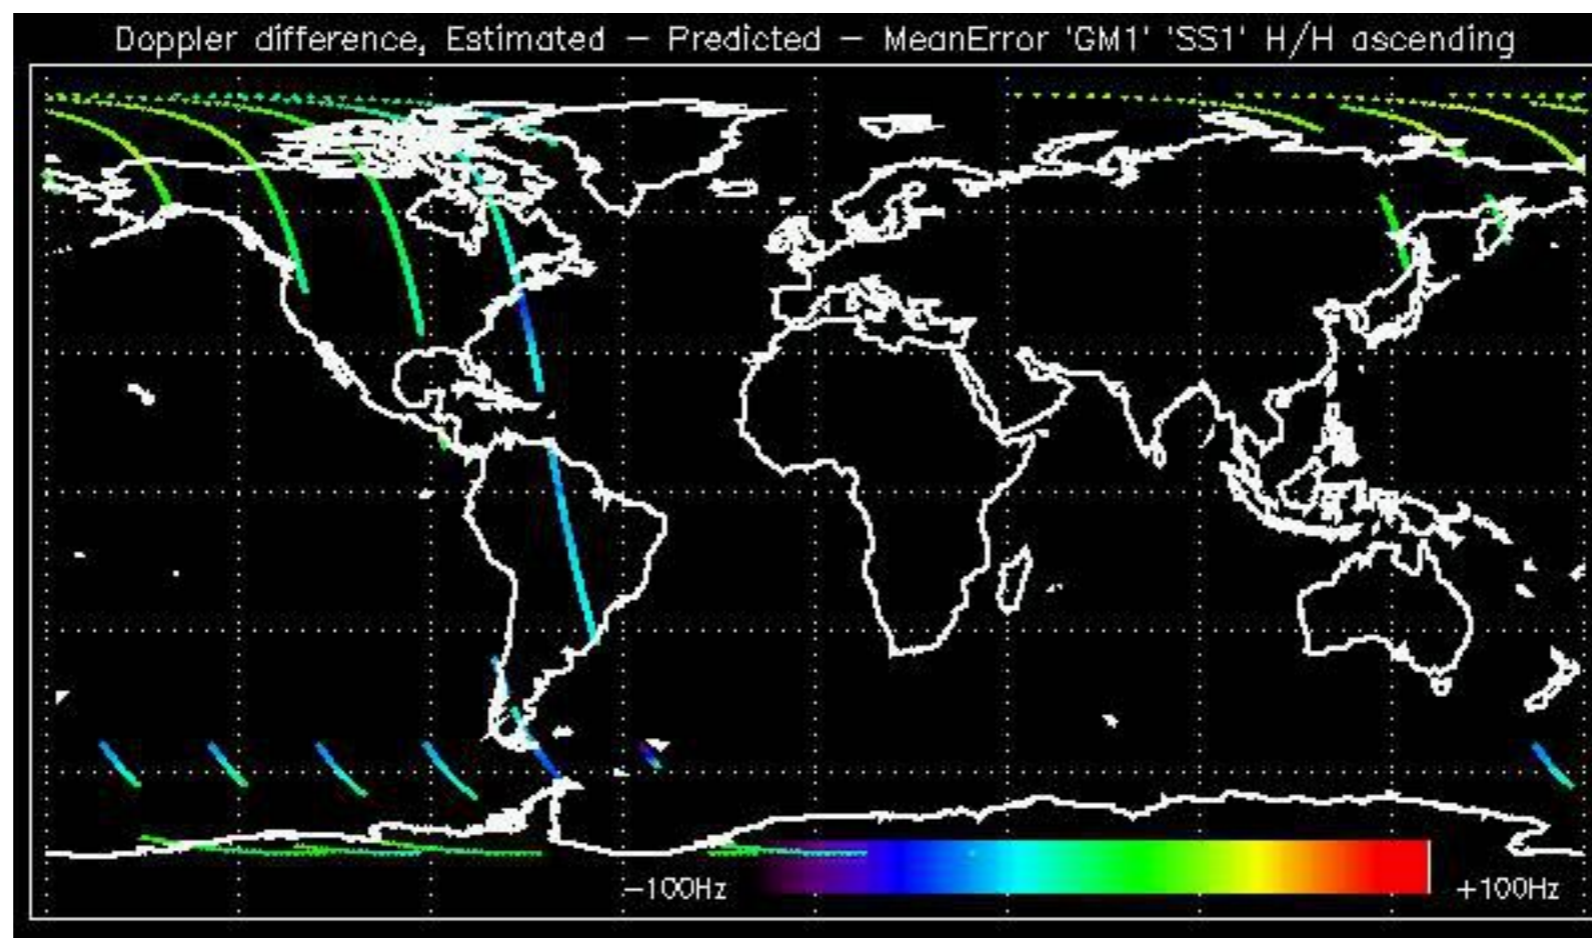 Doppler difference, Estimated – Predicted – MeanError 'GM1' 'SS1' H/H ascending
–100Hz
+100Hz